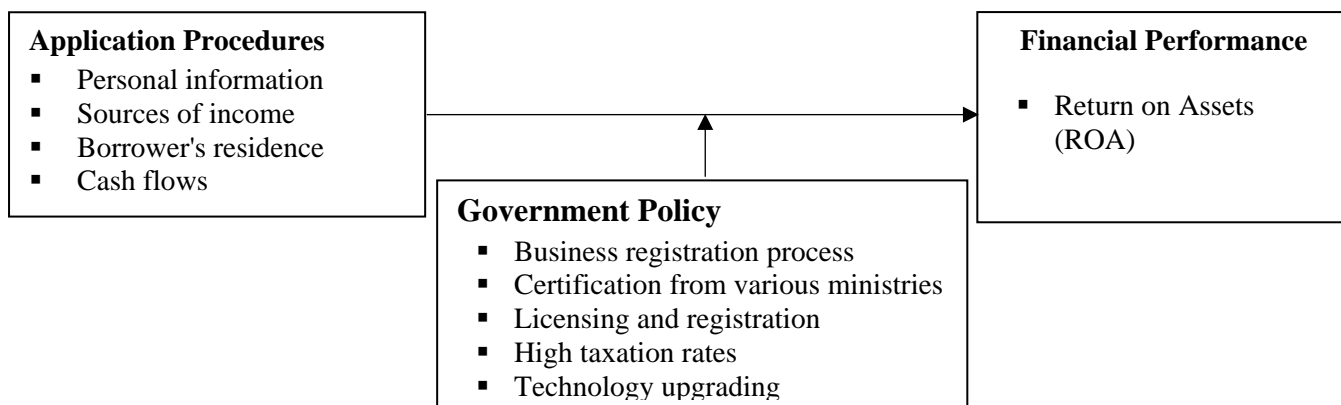 Application Procedures
▪ Personal information
▪ Sources of income
▪ Borrower's residence
▪ Cash flows
Financial Performance
▪ Return on Assets
(ROA)
Government Policy
▪ Business registration process
▪ Certification from various ministries
▪ Licensing and registration
▪ High taxation rates
▪ Technology upgrading